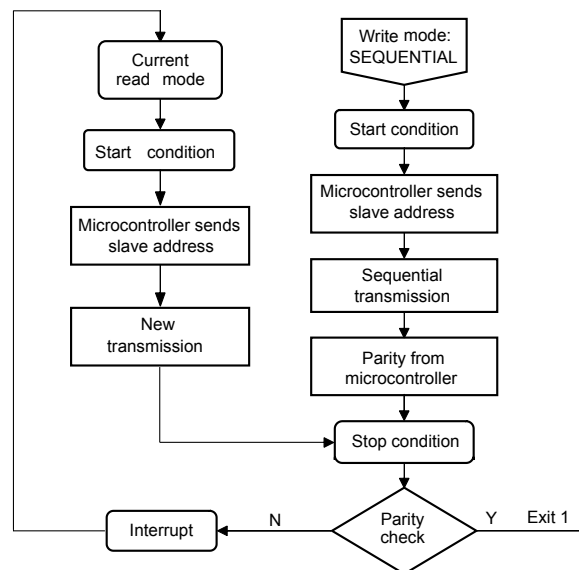 Current
read mode
Start condition
Microcontroller sends
slave address
New
transmission
Write mode:
SEQUENTIAL
Start condition
Microcontroller sends
slave address
Sequential
transmission
Parity from
microcontroller
Stop condition
Parity
check
N
Interrupt
Y
Exit 1